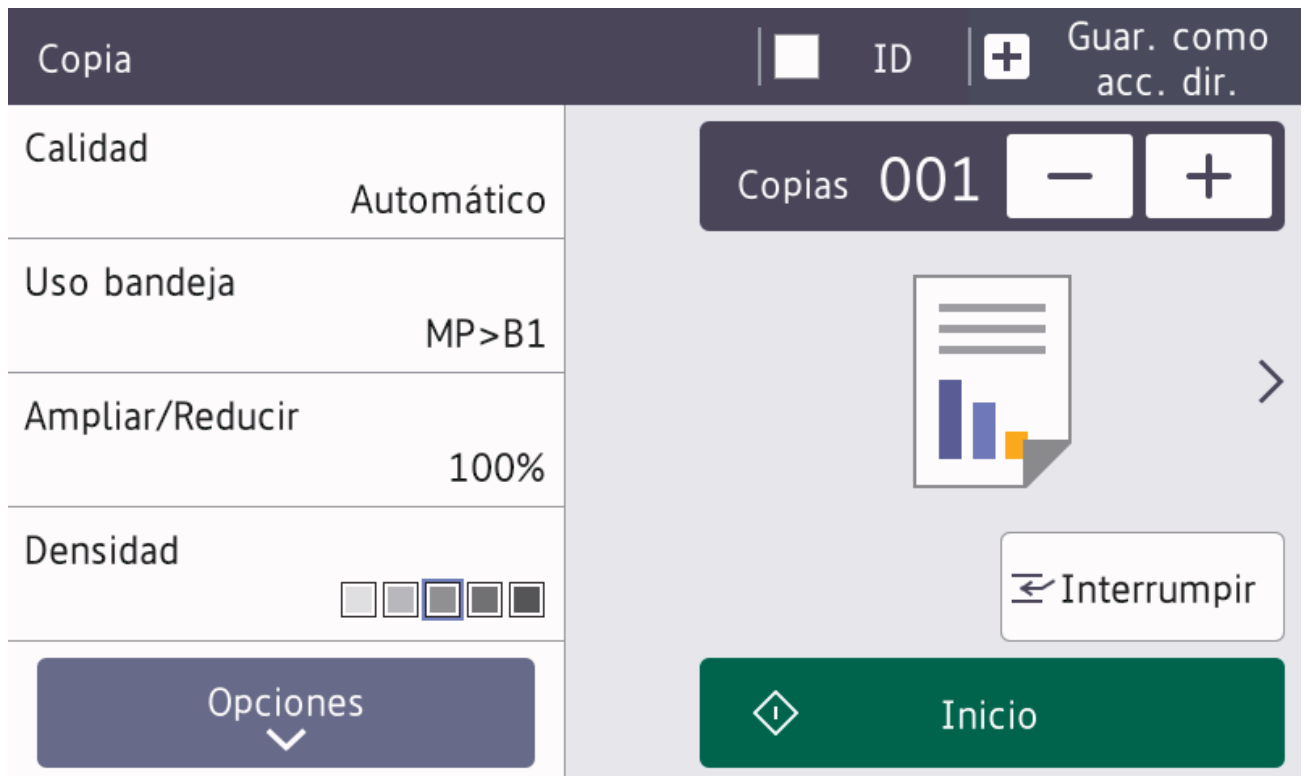 Copia
ID
Guar. como
acc. dir.
Calidad
Automático
Uso bandeja
MP>B1
Ampliar/Reducir
100%
Densidad
Opciones
Copias 001
Interrumpir
Inicio